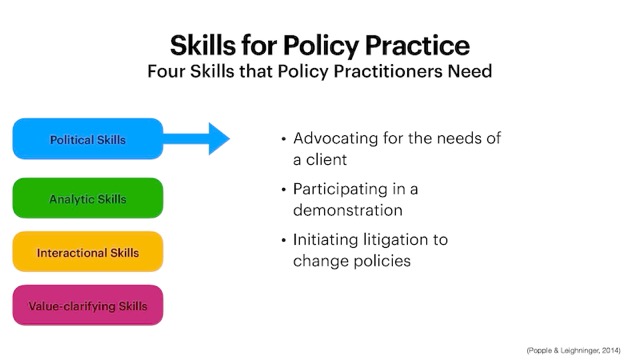 Skills for Policy Practice
Four Skills that Policy Practitioners Need
Political Skills
Analytic Skills
Interactional Skills
Value-clarifying Skills
• Advocating for the needs of
a client
• Participating in a
demonstration
• Initiating litigation to
change policies
(Popple & Leighninger, 2014)